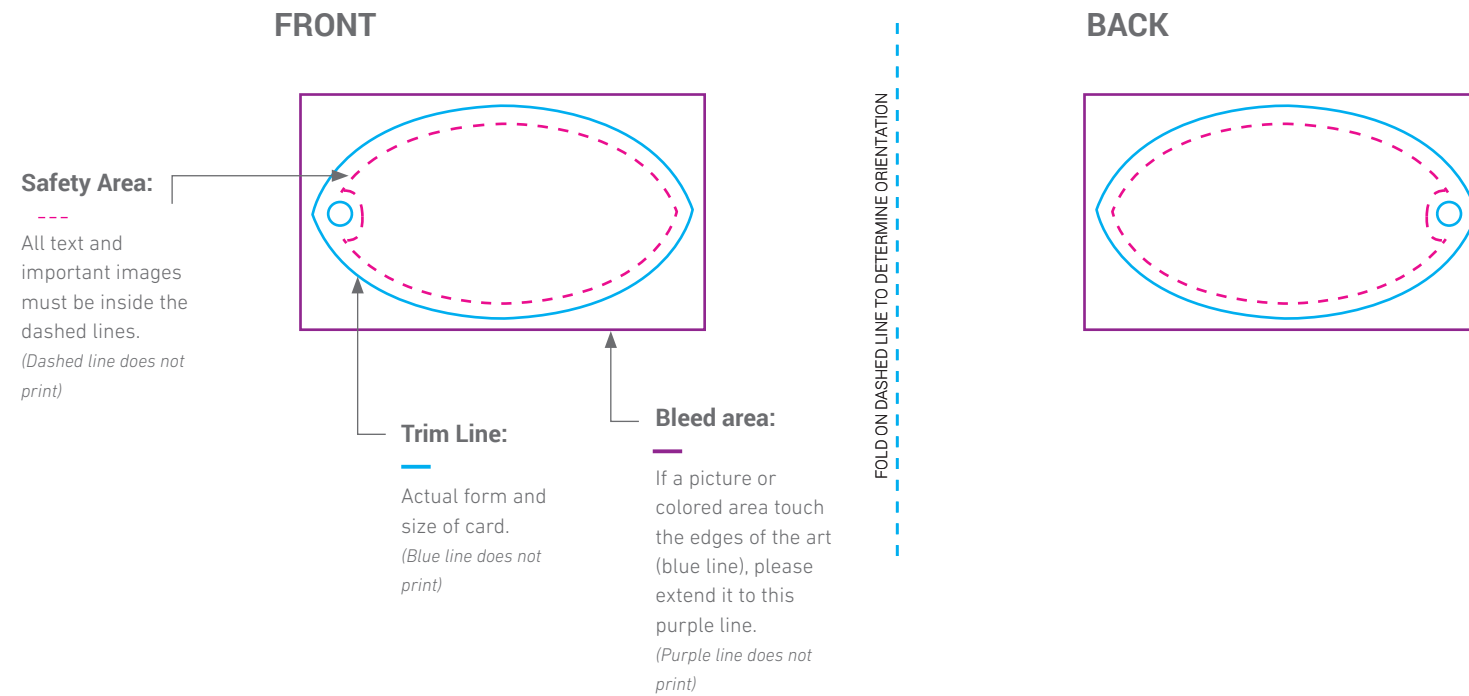 FRONT
BACK
Safety Area:
All text and
important images
must be inside the
dashed lines.
(Dashed line does not
print)
Trim Line:
Actual form and
size of card.
(Blue line does not
print)
Bleed area:
If a picture or
colored area touch
the edges of the art
(blue line), please
extend it to this
purple line.
(Purple line does not
print)
FOLD ON DASHED LINE TO DETERMINE ORIENTATION